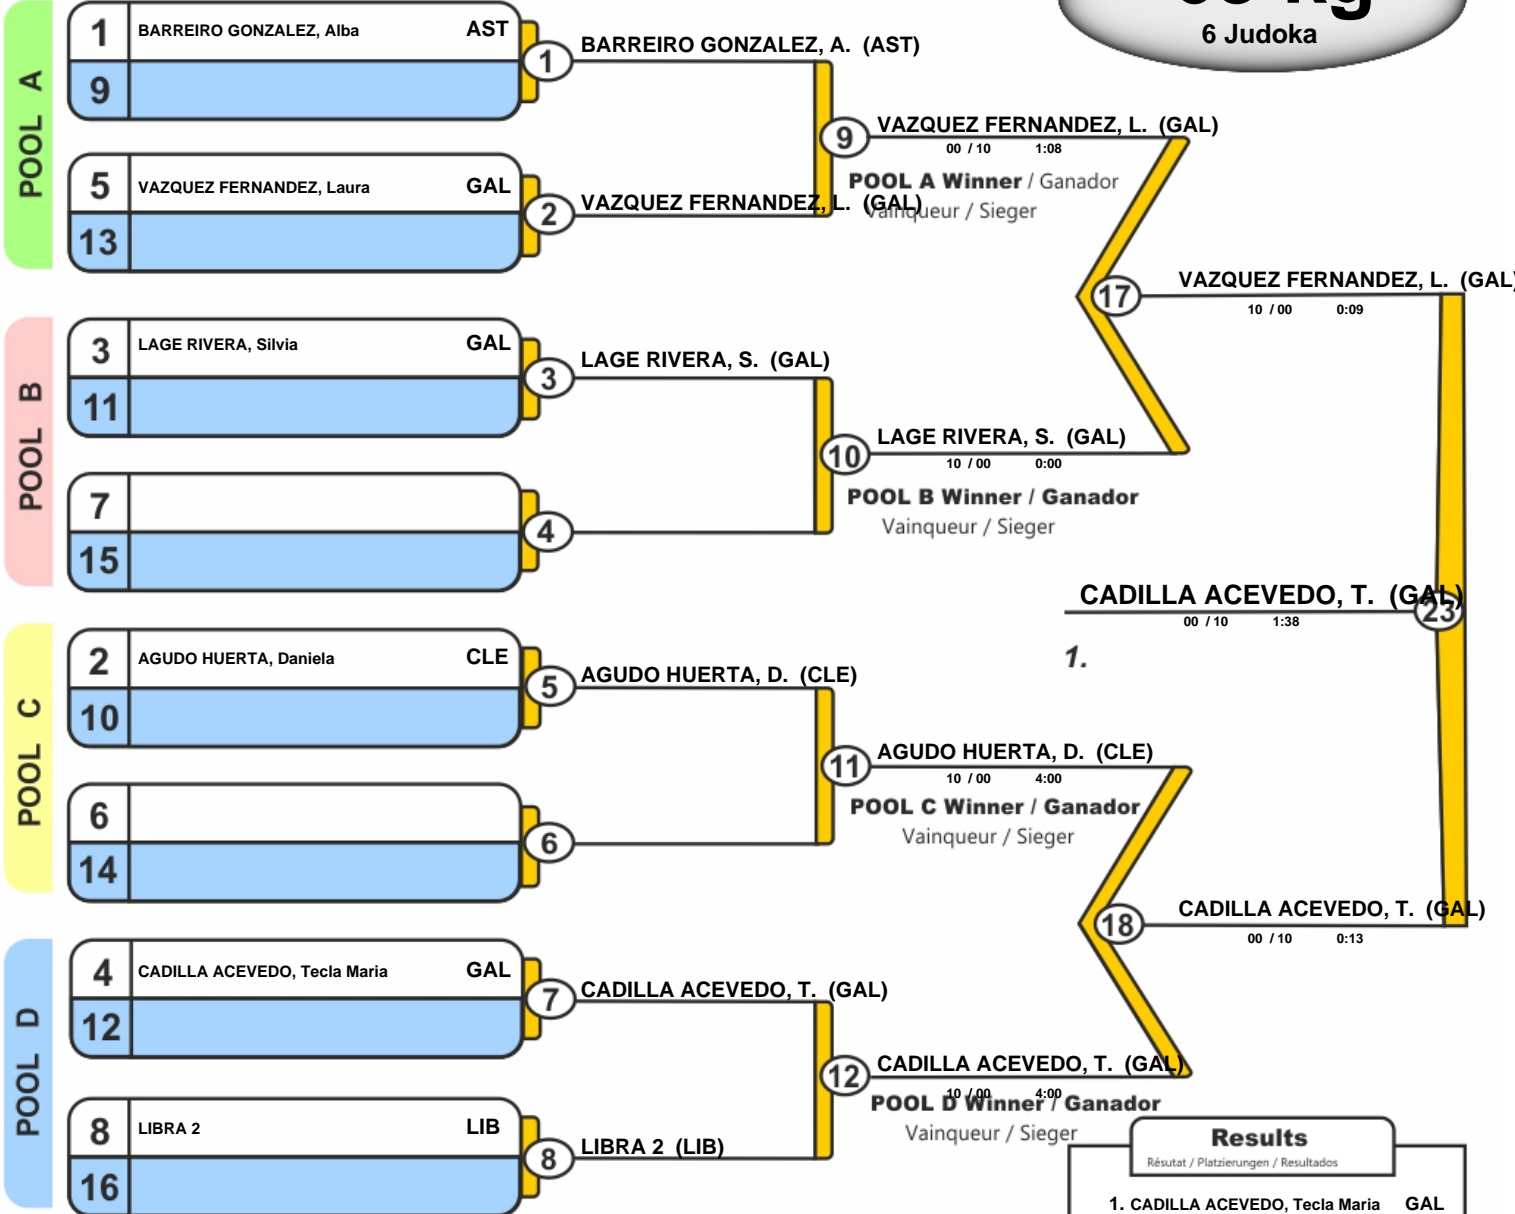 6 Judoka
POOL A
1 BARREIRO GONZALEZ, Alba AST
9
5 VAZQUEZ FERNANDEZ, Laura GAL
13
1 BARREIRO GONZALEZ, A. (AST)
2 VAZQUEZ FERNANDEZ, L. (GAL)
9 VAZQUEZ FERNANDEZ, L. (GAL)
00 / 10 1:08
POOL A Winner / Ganador
Vainqueur / Sieger
POOL B
3 LAGE RIVERA, Silvia GAL
11
7
15
3 LAGE RIVERA, S. (GAL)
4
10 LAGE RIVERA, S. (GAL)
10 / 00 0:00
POOL B Winner / Ganador
Vainqueur / Sieger
17 VAZQUEZ FERNANDEZ, L. (GAL)
10 / 00 0:09
CADILLA ACEVEDO, T. (GAL) 23
00 / 10 1:38
1.
POOL C
2 AGUDO HUERTA, Daniela CLE
10
6
14
5 AGUDO HUERTA, D. (CLE)
6
11 AGUDO HUERTA, D. (CLE)
10 / 00 4:00
POOL C Winner / Ganador
Vainqueur / Sieger
18 CADILLA ACEVEDO, T. (GAL)
00 / 10 0:13
POOL D
4 CADILLA ACEVEDO, Tecla Maria GAL
12
8 LIBRA 2 LIB
16
7 CADILLA ACEVEDO, T. (GAL)
8 LIBRA 2 (LIB)
12 CADILLA ACEVEDO, T. (GAL)
10 / 00 4:00
POOL D Winner / Ganador
Vainqueur / Sieger
Results
Résutat / Platzierungen / Resultados
1. CADILLA ACEVEDO, Tecla Maria GAL